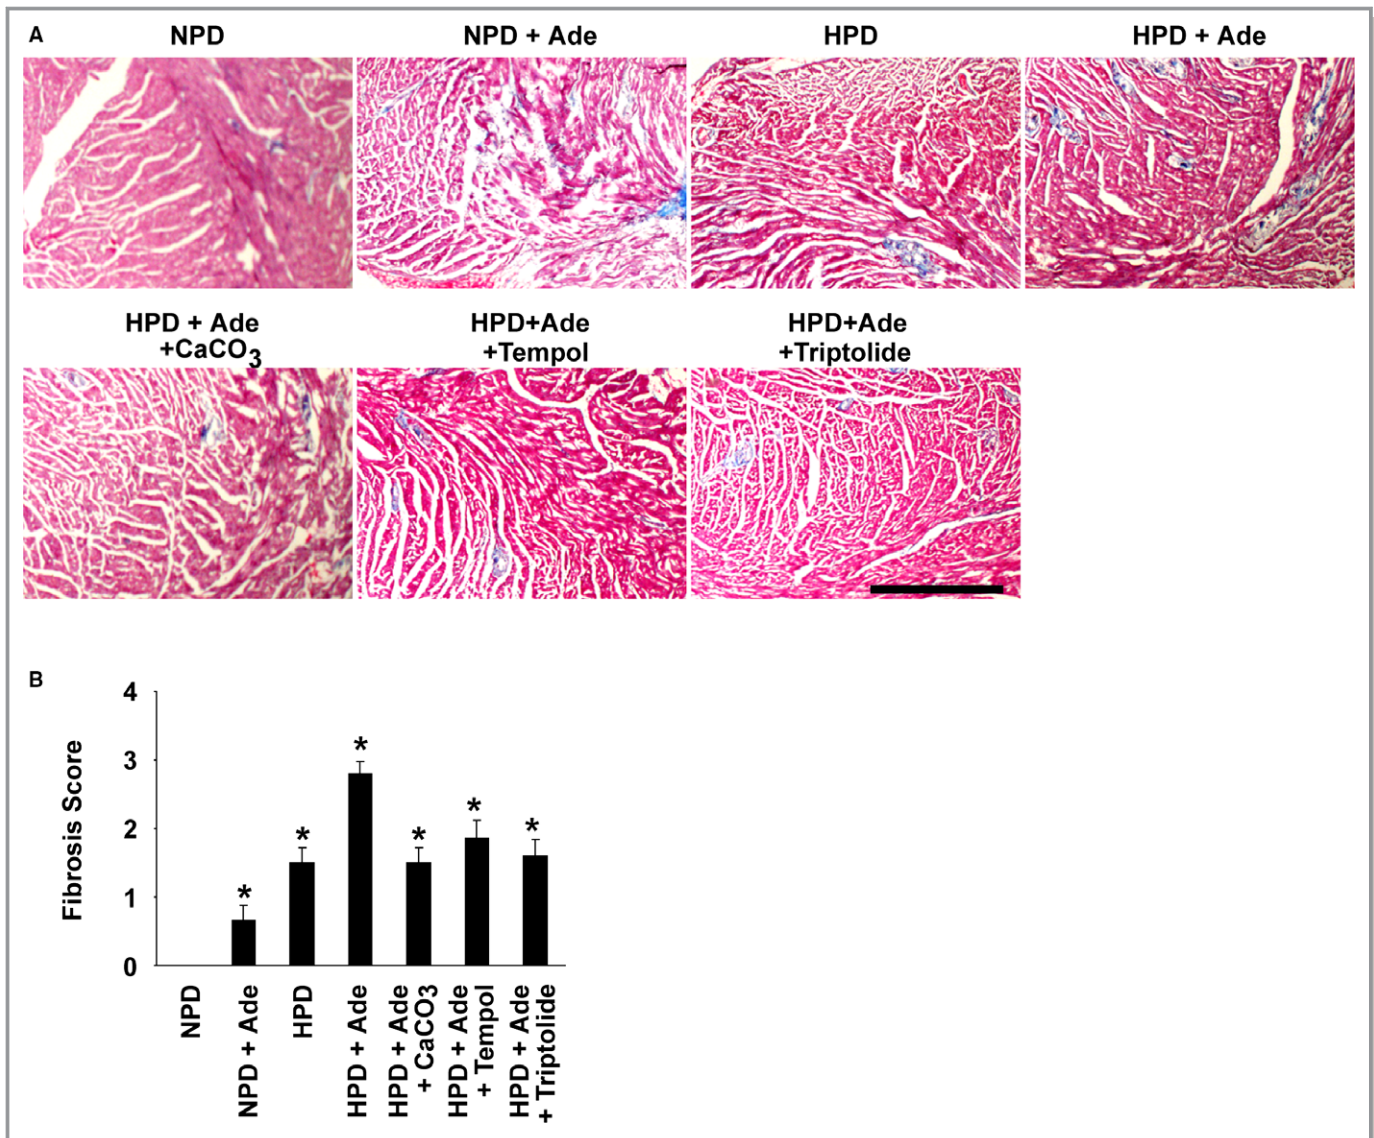 A
NPD
NPD + Ade
HPD
HPD + Ade
HPD + Ade
+CaCO3
HPD+Ade
+Tempol
HPD+Ade
+Triptolide
B
Fibrosis Score
4
3
2
1
0
*
*
*
*
*
*
NPD
NPD + Ade
HPD
HPD + Ade
HPD + Ade
+ CaCO3
HPD + Ade
+ Tempol
HPD + Ade
+ Triptolide